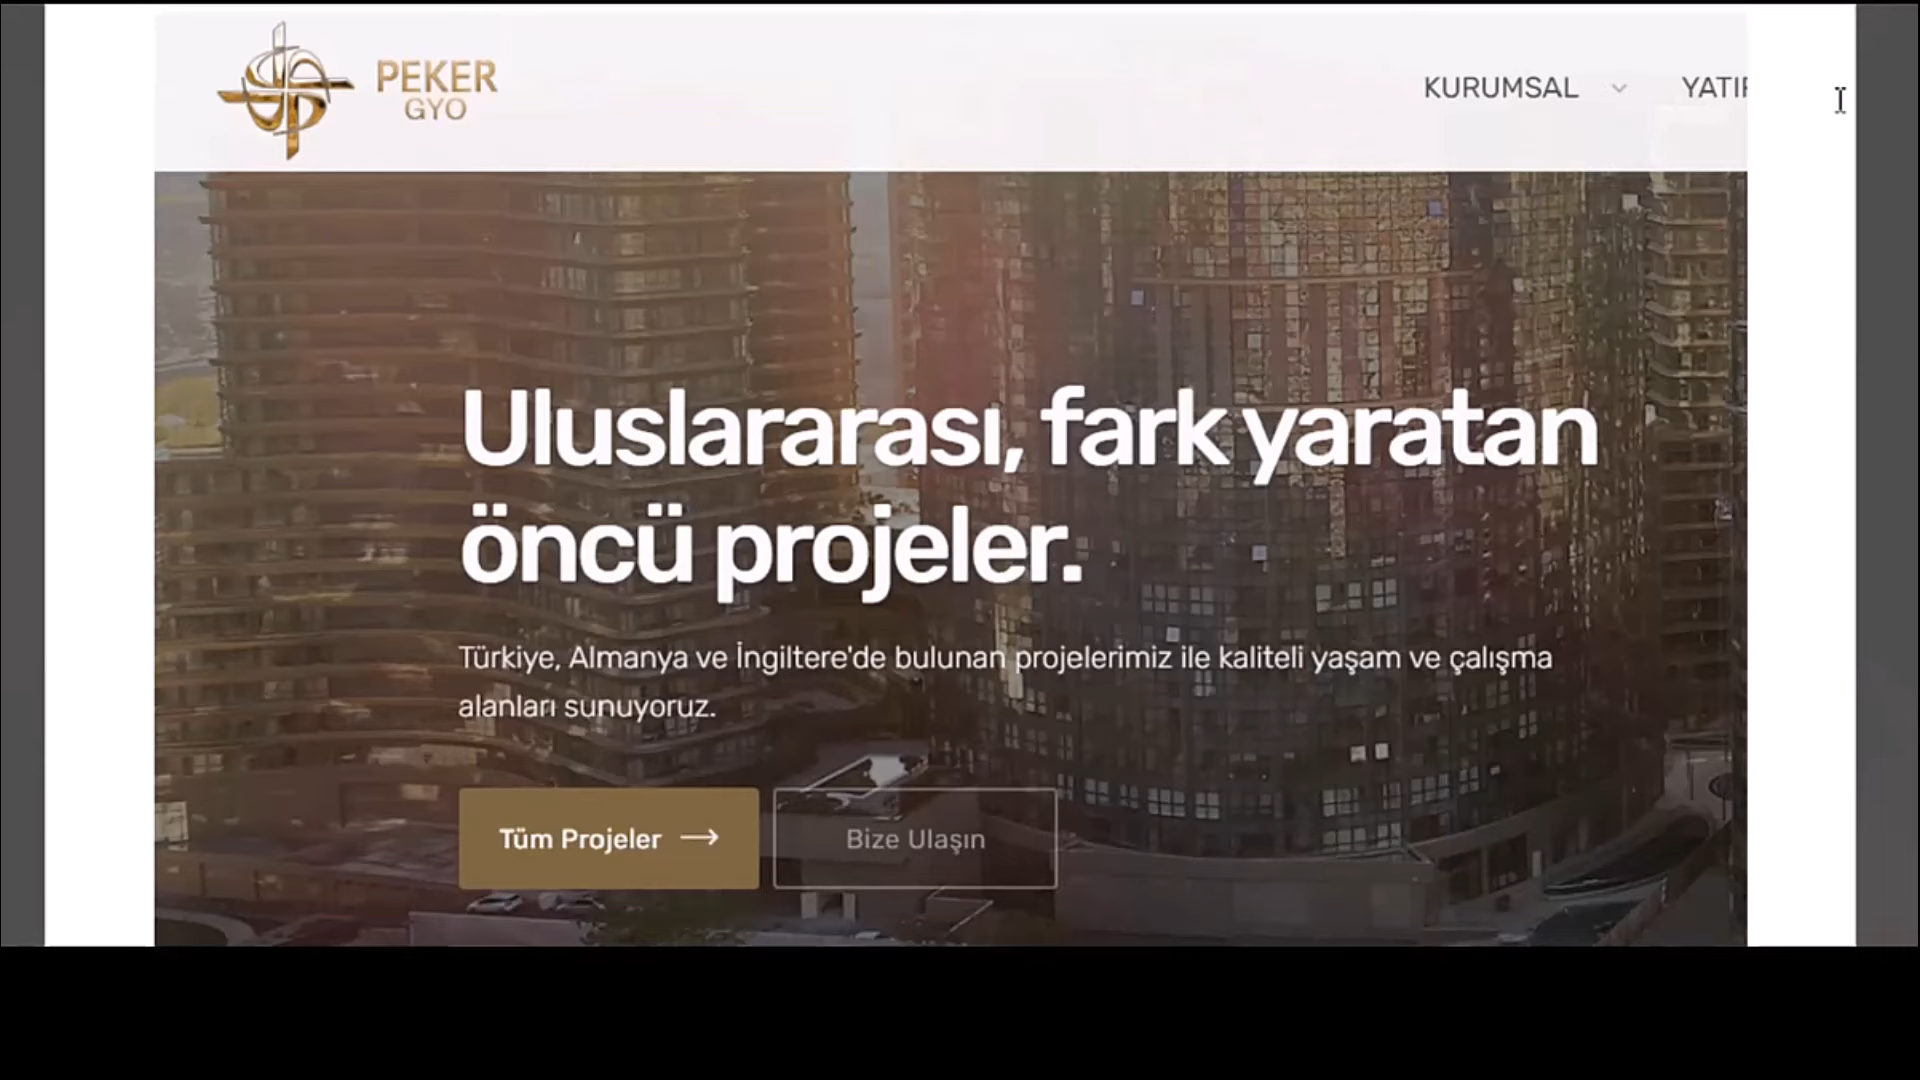 PEKER
GYO
KURUMSAL
Uluslararası, fark yaratan
öncü projeler.
Türkiye, Almanya ve İngiltere'de bulunan projelerimiz ile kaliteli yaşam ve çalışma
alanları sunuyoruz.
Tüm Projeler
Bize Ulaşın